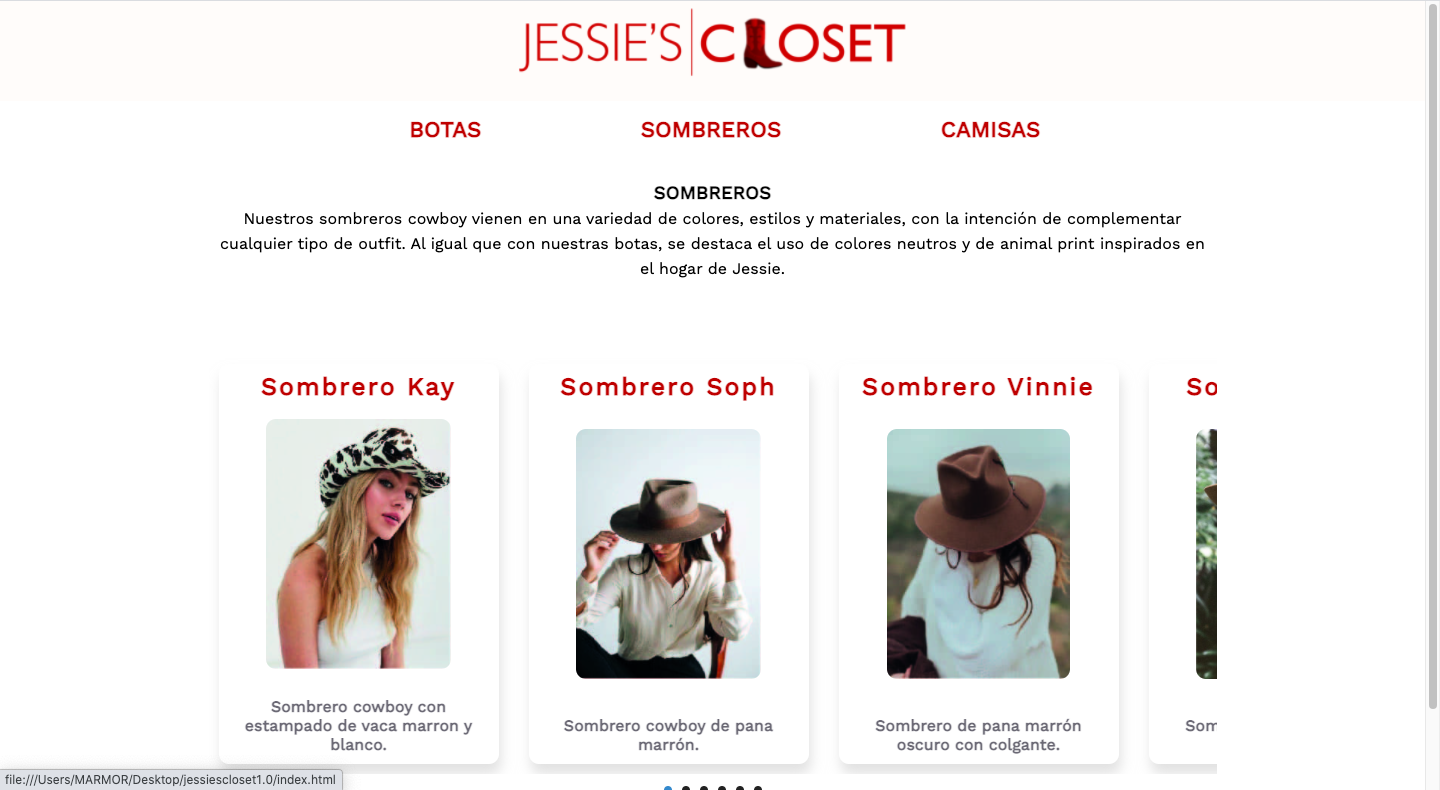 JESSIE'S CLOSET
BOTAS SOMBREROS CAMISAS
SOMBREROS
Nuestros sombreros cowboy vienen en una variedad de colores, estilos y materiales, con la intención de complementar
cualquier tipo de outfit. Al igual que con nuestras botas, se destaca el uso de colores neutros y de animal print inspirados en
el hogar de Jessie.
Sombrero Kay
Sombrero cowboy con
estampado de vaca marron y
blanco.
Sombrero Soph
Sombrero cowboy de pana
marrón.
Sombrero Vinnie
Sombrero de pana marrón
oscuro con colgante.
So
Som
file:///Users/MARMOR/Desktop/jessiescloset1.0/index.html